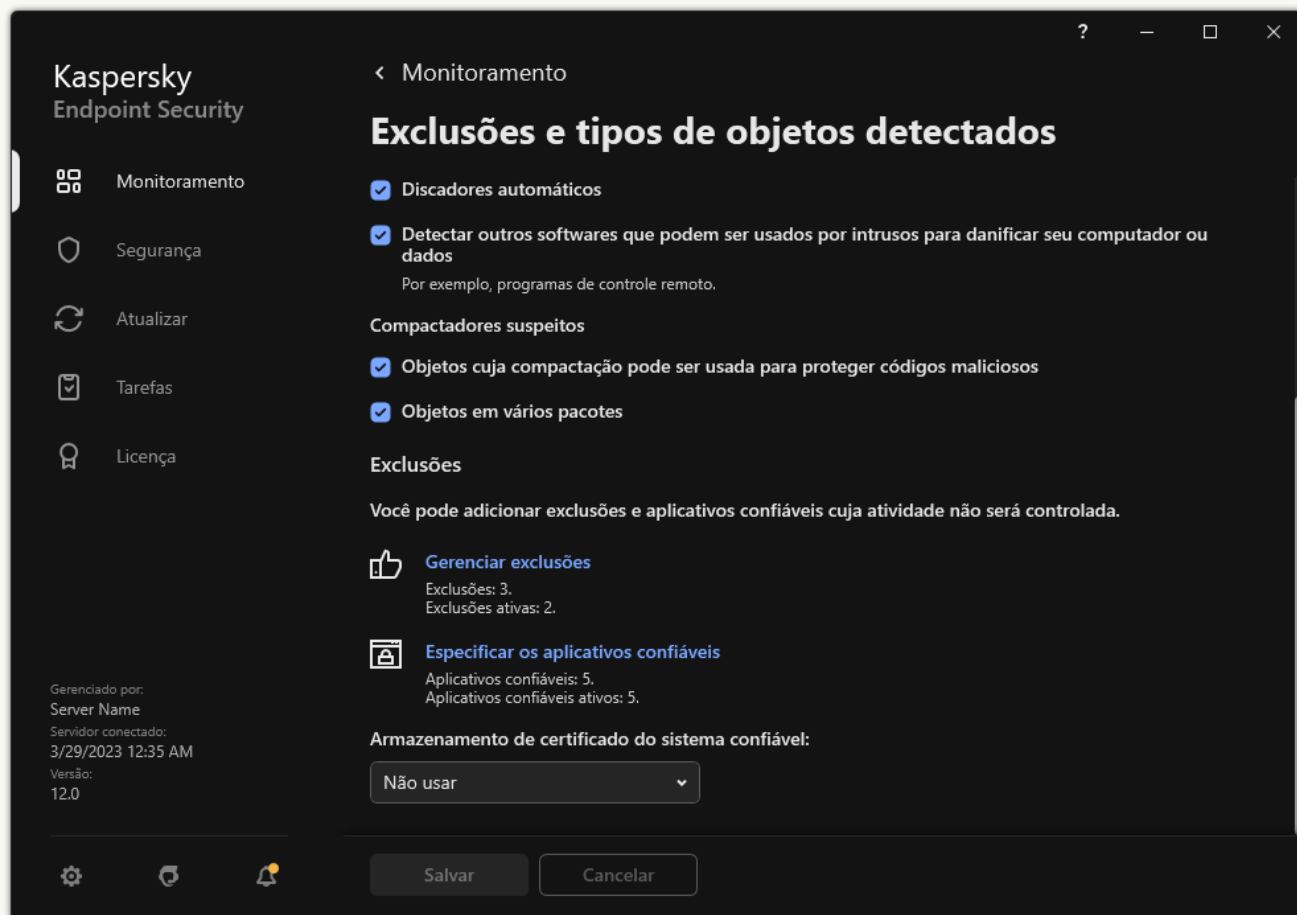 ?
Kaspersky
Endpoint Security
Monitoramento
Segurança
Atualizar
Tarefas
Licença
Gerenciado por:
Server Name
Servidor conectado:
3/29/2023 12:35 AM
Versão:
12.0
Monitoramento
Exclusões e tipos de objetos detectados
Discadores automáticos
Detectar outros softwares que podem ser usados por intrusos para danificar seu computador ou
dados
Por exemplo, programas de controle remoto.
Compactadores suspeitos
Objetos cuja compactação pode ser usada para proteger códigos maliciosos
Objetos em vários pacotes
Exclusões
Você pode adicionar exclusões e aplicativos confiáveis cuja atividade não será controlada.
Gerenciar exclusões
Exclusões: 3.
Exclusões ativas: 2.
Especificar os aplicativos confiáveis
Aplicativos confiáveis: 5.
Aplicativos confiáveis ativos: 5.
Armazenamento de certificado do sistema confiável:
Não usar
Salvar
Cancelar